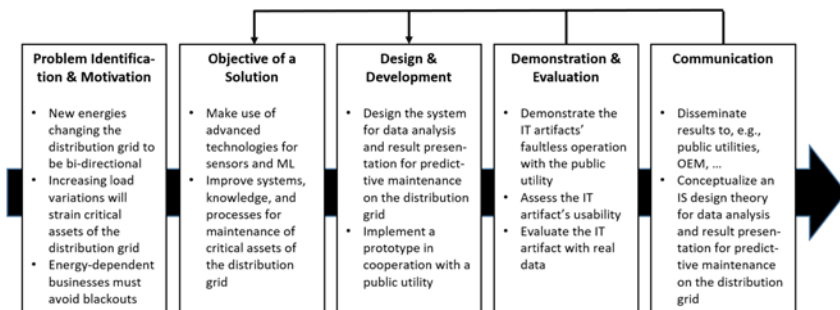 Problem Identifica-
tion & Motivation
• New energies
changing the
distribution grid to
be bi-directional
• Increasing load
variations will
strain critical
assets of the
distribution grid
• Energy-dependent
businesses must
avoid blackouts
Objective of a
Solution
• Make use of
advanced
technologies for
sensors and ML
• Improve systems,
knowledge, and
processes for
maintenance of
critical assets of
the distribution
grid
Design &
Development
• Design the system
for data analysis
and result presen-
tation for predict-
tive maintenance
on the distribution
grid
• Implement a
prototype in
cooperation with a
public utility
Demonstration &
Evaluation
• Demonstrate the
IT artifacts’
faultless operation
with the public
utility
• Assess the IT
artifact’s usability
• Evaluate the IT
artifact with real
data
Communication
• Disseminate
results to, e.g.,
public utilities,
OEM, ...
• Conceptualize an
IS design theory
for data analysis
and result presen-
tation for predic-
tive maintenance
on the distribution
grid